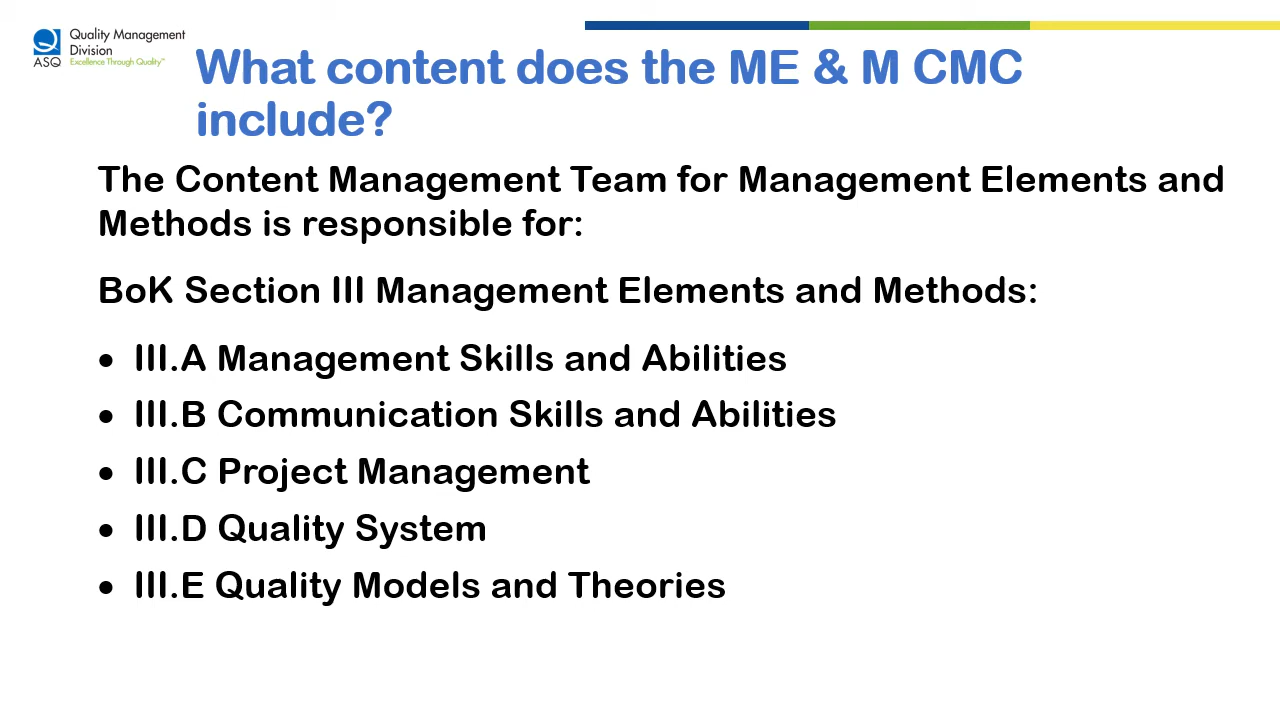 Quality Management
Division
ASQ Excellence Through Quality™
What content does the ME & M CMC
include?
The Content Management Team for Management Elements and
Methods is responsible for:
BoK Section III Management Elements and Methods:
• III.A Management Skills and Abilities
• III.B Communication Skills and Abilities
• III.C Project Management
• III.D Quality System
• III.E Quality Models and Theories